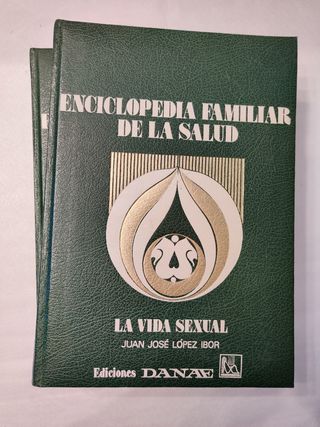 ENCICLOPEDIA FAMILIAR
DE LA SALUD
LA VIDA SEXUAL
JUAN JOSÉ LÓPEZ IBOR
Ediciones DANAE